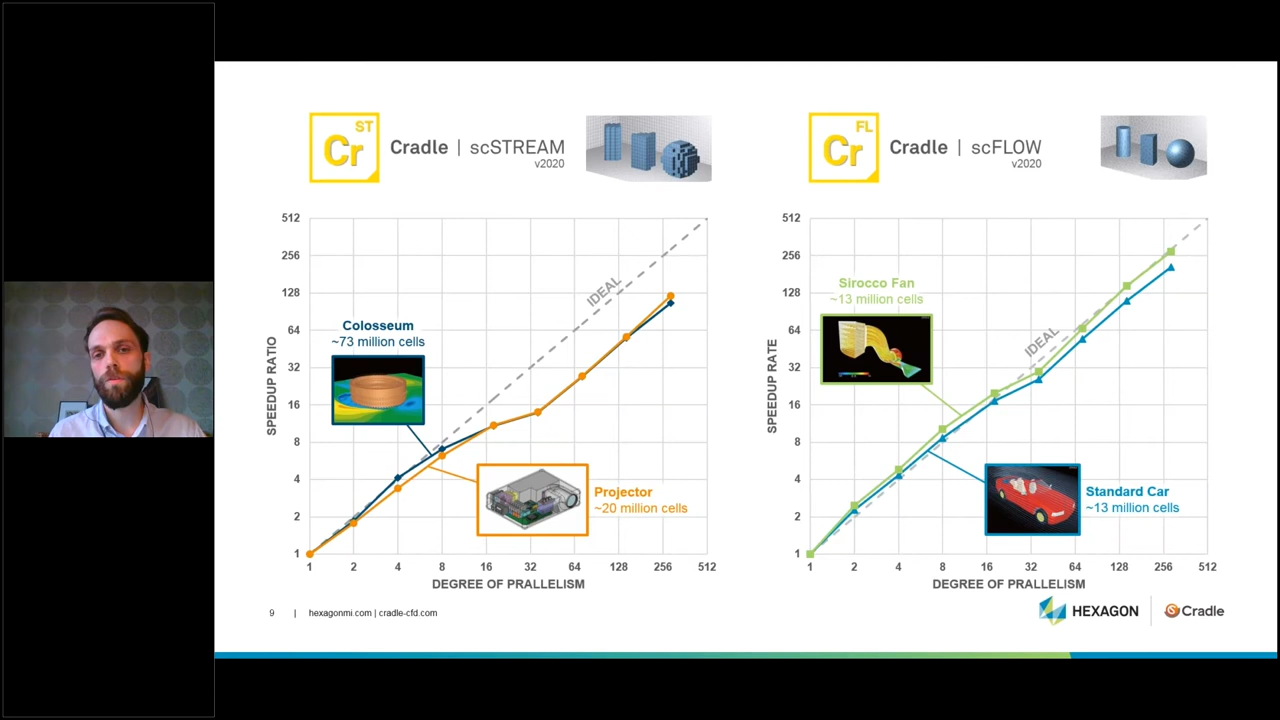 ST
Cr
Cradle | scSTREAM
v2020
512
256
128
64
32
16
8
4
2
1
SPEEDUP RATIO
IDEAL
Colosseum
~73 million cells
Projector
~20 million cells
1 2 4 8 16 32 64 128 256 512
DEGREE OF PRALLELISM
FL
Cr
Cradle | scFLOW
v2020
512
256
128
64
32
16
8
4
2
1
SPEEDUP RATE
Sirocco Fan
~13 million cells
IDEAL
Standard Car
~13 million cells
1 2 4 8 16 32 64 128 256 512
DEGREE OF PRALLELISM
9 | hexagonmi.com | cradle-cfd.com
HEXAGON
Cradle